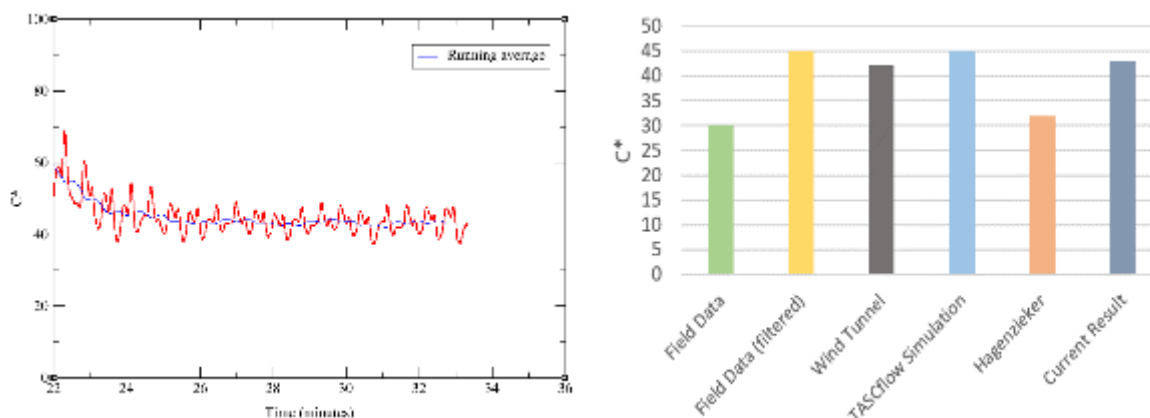 100
80
60
40
20
0
C*
Running average
22 24 26 28 30 32 34 36
Time (minutes)
50
45
40
35
30
25
20
15
10
5
0
C*
Field Data
Field Data (filtered)
Wind Tunnel
TASCflow Simulation
Hagenzieker
Current Result